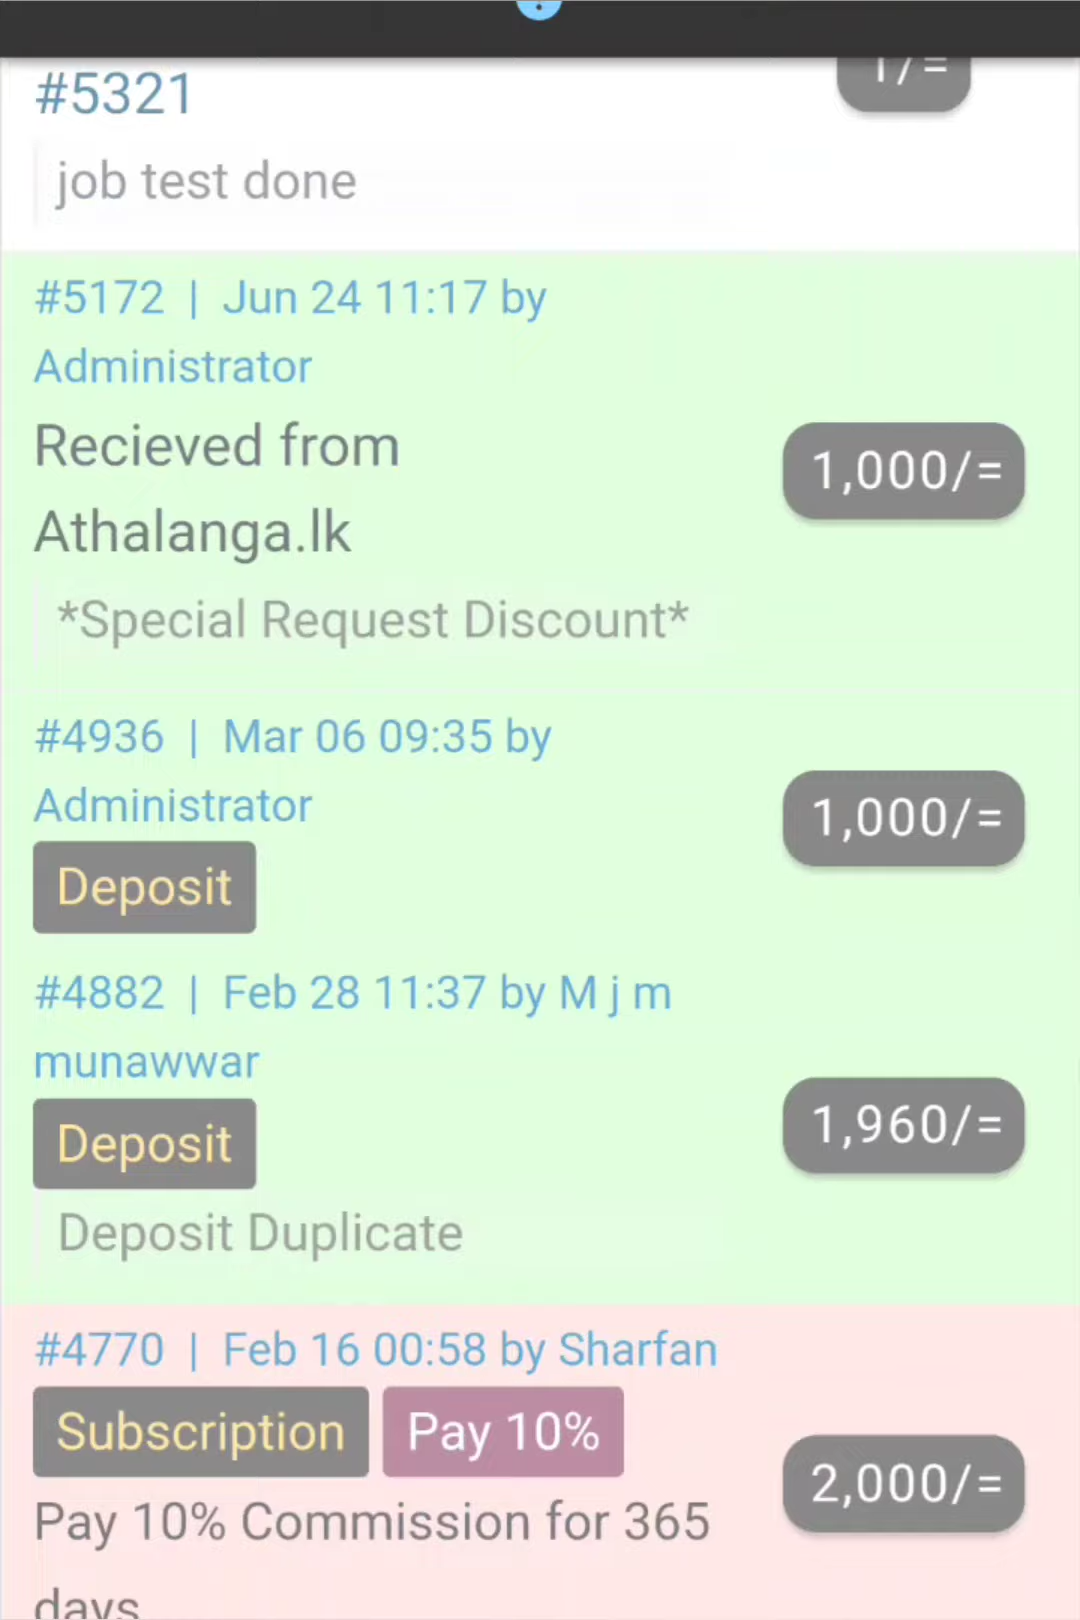 1/=
#5321
job test done
#5172 | Jun 24 11:17 by
Administrator
Recieved from
1,000/=
Athalanga.lk
*Special Request Discount*
#4936 | Mar 06 09:35 by
Administrator
1,000/=
Deposit
#4882 | Feb 28 11:37 by M j m
munawwar
1,960/=
Deposit
Deposit Duplicate
#4770 | Feb 16 00:58 by Sharfan
Subscription Pay 10%
2,000/=
Pay 10% Commission for 365
days